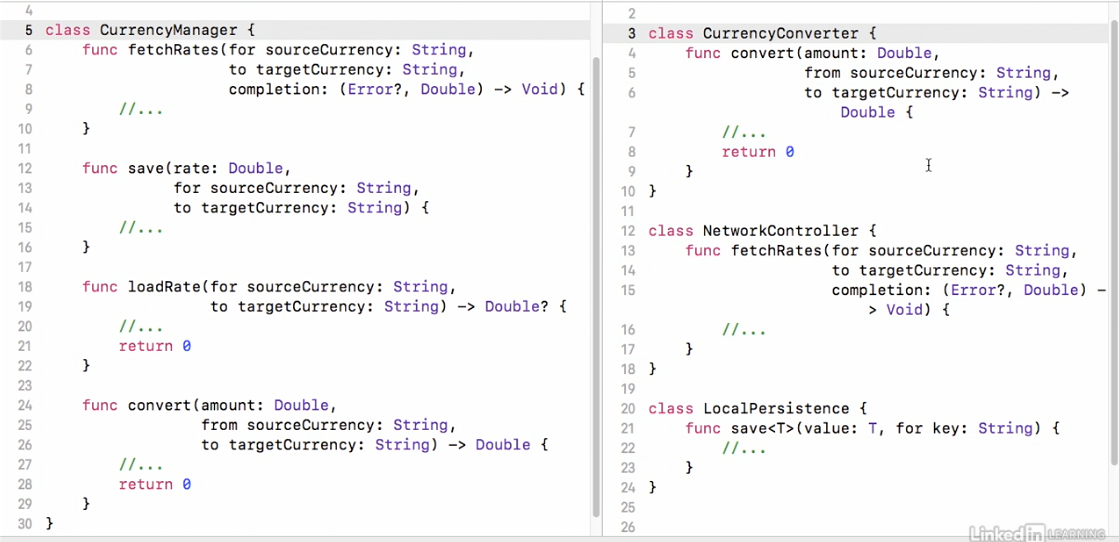 4
5 class CurrencyManager {
6 func fetchRates(for sourceCurrency: String,
7 to targetCurrency: String,
8 completion: (Error?, Double) -> Void) {
9 //...
10 }
11
12 func save(rate: Double,
13 for sourceCurrency: String,
14 to targetCurrency: String) {
15 //...
16 }
17
18 func loadRate(for sourceCurrency: String,
19 to targetCurrency: String) -> Double? {
20 //...
21 return 0
22 }
23
24 func convert(amount: Double,
25 from sourceCurrency: String,
26 to targetCurrency: String) -> Double {
27 //...
28 return 0
29 }
30 }
2
3 class CurrencyConverter {
4 func convert(amount: Double,
5 from sourceCurrency: String,
6 to targetCurrency: String) ->
Double {
7 //...
8 return 0
9 }
10 }
11
12 class NetworkController {
13 func fetchRates(for sourceCurrency: String,
14 to targetCurrency: String,
15 completion: (Error?, Double) -
> Void) {
16 //...
17 }
18 }
19
20 class LocalPersistence {
21 func save<T>(value: T, for key: String) {
22 //...
23 }
24 }
25
26
Linked in LEARNING